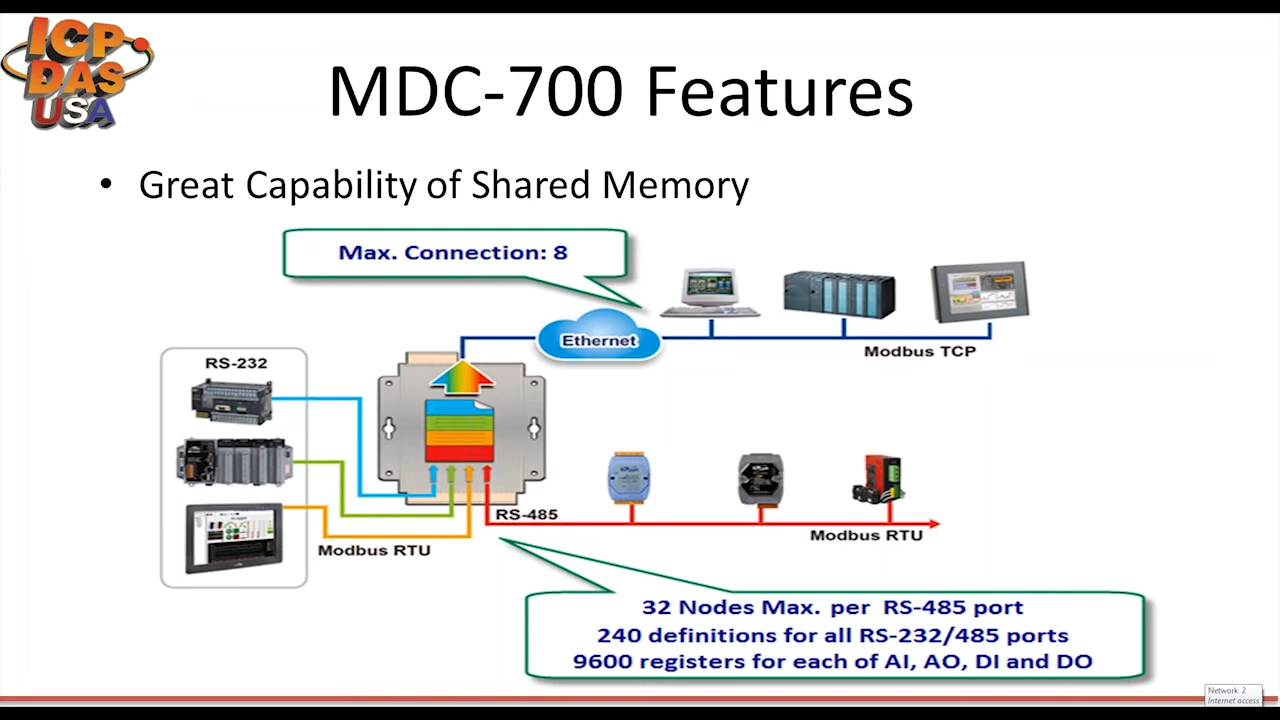 ICP
DAS
USA
MDC-700 Features
• Great Capability of Shared Memory
Max. Connection: 8
Ethernet
Modbus TCP
RS-232
RS-485
Modbus RTU
Modbus RTU
32 Nodes Max. per RS-485 port
240 definitions for all RS-232/485 ports
9600 registers for each of AI, AO, DI and DO
Network 2
Internet access